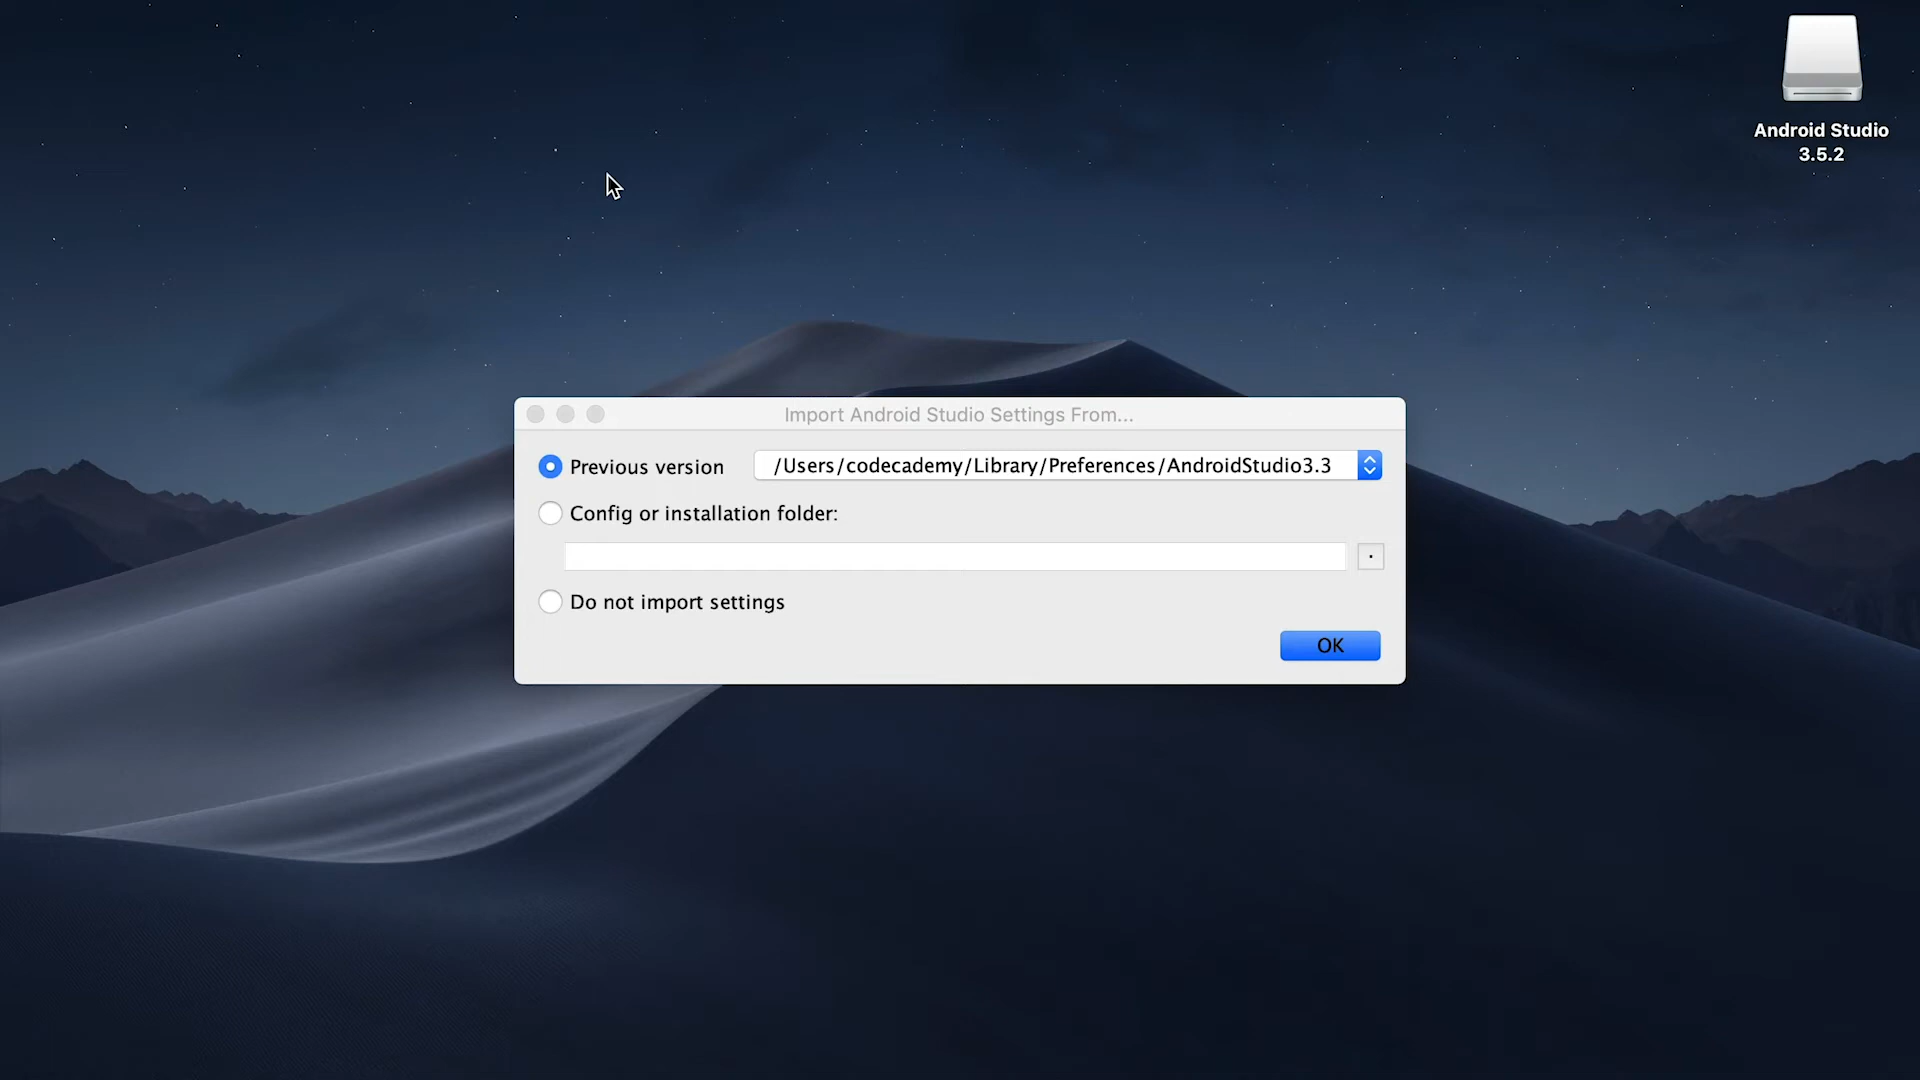 Android Studio
3.5.2
Import Android Studio Settings From...
Previous version /Users/codecademy/Library/Preferences/AndroidStudio3.3
Config or installation folder:
Do not import settings
OK